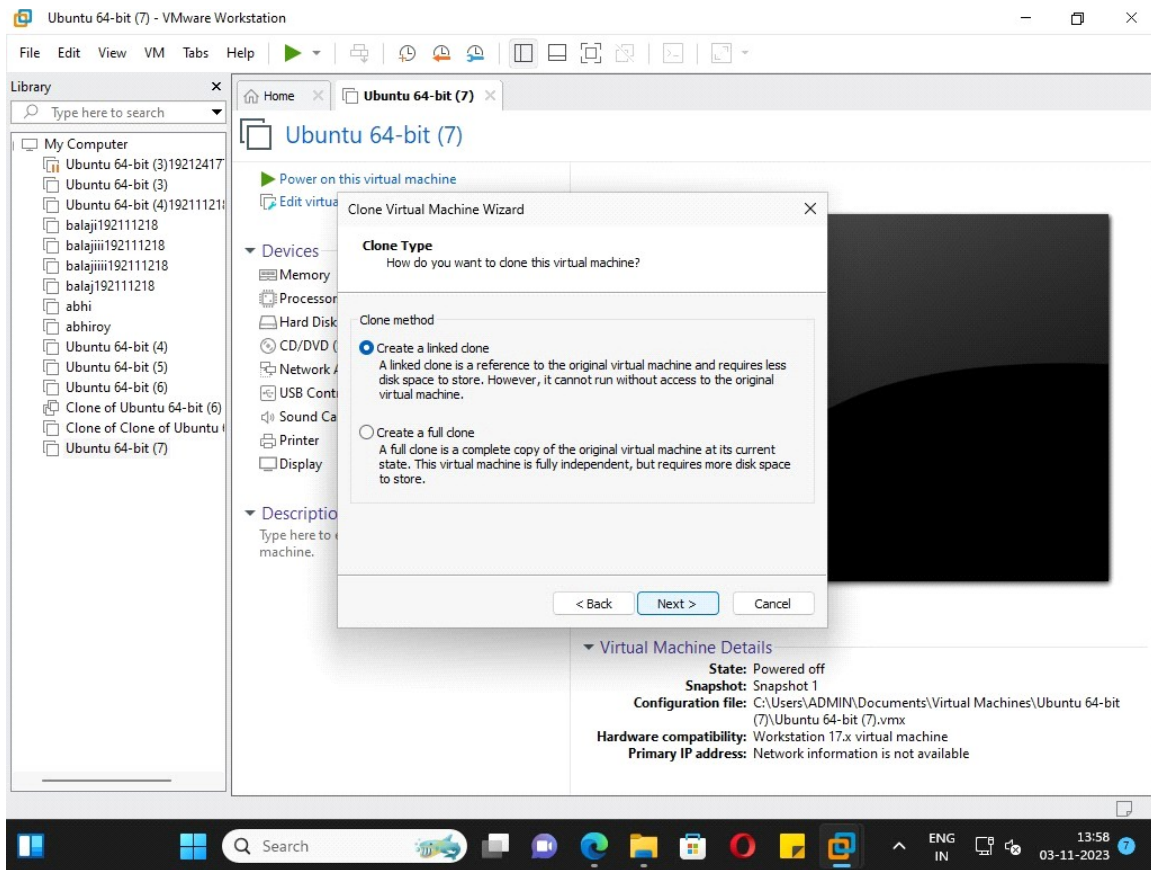 Ubuntu 64-bit (7) - VMware Workstation
File Edit View VM Tabs Help
Library
Type here to search
My Computer
Ubuntu 64-bit (3)19212417
Ubuntu 64-bit (3)
Ubuntu 64-bit (4)19211121
balaji192111218
balajiii192111218
balajiiii192111218
balaj192111218
abhi
abhiroy
Ubuntu 64-bit (4)
Ubuntu 64-bit (5)
Ubuntu 64-bit (6)
Clone of Ubuntu 64-bit (6)
Clone of Clone of Ubuntu
Ubuntu 64-bit (7)
Home
Ubuntu 64-bit (7)
Ubuntu 64-bit (7)
Power on this virtual machine
Edit virtua
Devices
Memory
Processor
Hard Disk
CD/DVD (
Network A
USB Cont
Sound Ca
Printer
Display
Descriptio
Type here to
machine.
Clone Virtual Machine Wizard
Clone Type
How do you want to clone this virtual machine?
Clone method
Create a linked clone
A linked clone is a reference to the original virtual machine and requires less
disk space to store. However, it cannot run without access to the original
virtual machine.
Create a full clone
A full clone is a complete copy of the original virtual machine at its current
state. This virtual machine is fully independent, but requires more disk space
to store.
< Back Next > Cancel
Virtual Machine Details
State: Powered off
Snapshot: Snapshot 1
Configuration file: C:\Users\ADMIN\Documents\Virtual Machines\Ubuntu 64-bit
(7)\Ubuntu 64-bit (7).vmx
Hardware compatibility: Workstation 17.x virtual machine
Primary IP address: Network information is not available
Search
ENG
IN
13:58
03-11-2023
7